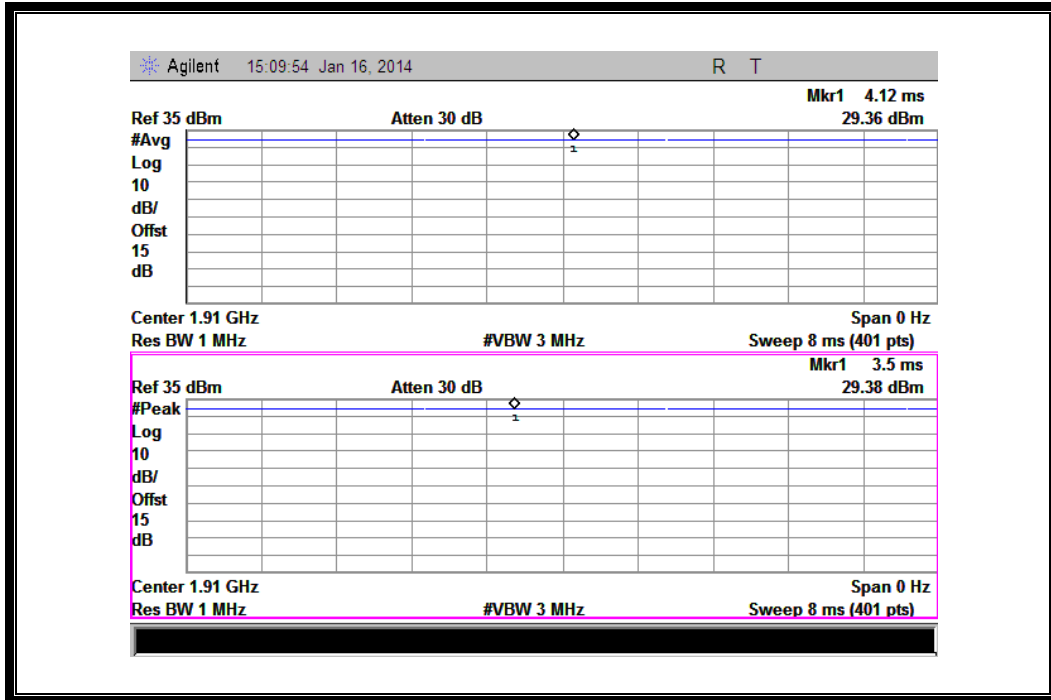 Agilent 15:09:54 Jan 16, 2014 R T
Mkr1 4.12 ms
Ref 35 dBm Atten 30 dB 29.36 dBm
#Avg
1
Log
10
dB/
Offst
15
dB
Center 1.91 GHz Span 0 Hz
Res BW 1 MHz #VBW 3 MHz Sweep 8 ms (401 pts)
Mkr1 3.5 ms
Ref 35 dBm Atten 30 dB 29.38 dBm
#Peak
1
Log
10
dB/
Offst
15
dB
Center 1.91 GHz Span 0 Hz
Res BW 1 MHz #VBW 3 MHz Sweep 8 ms (401 pts)